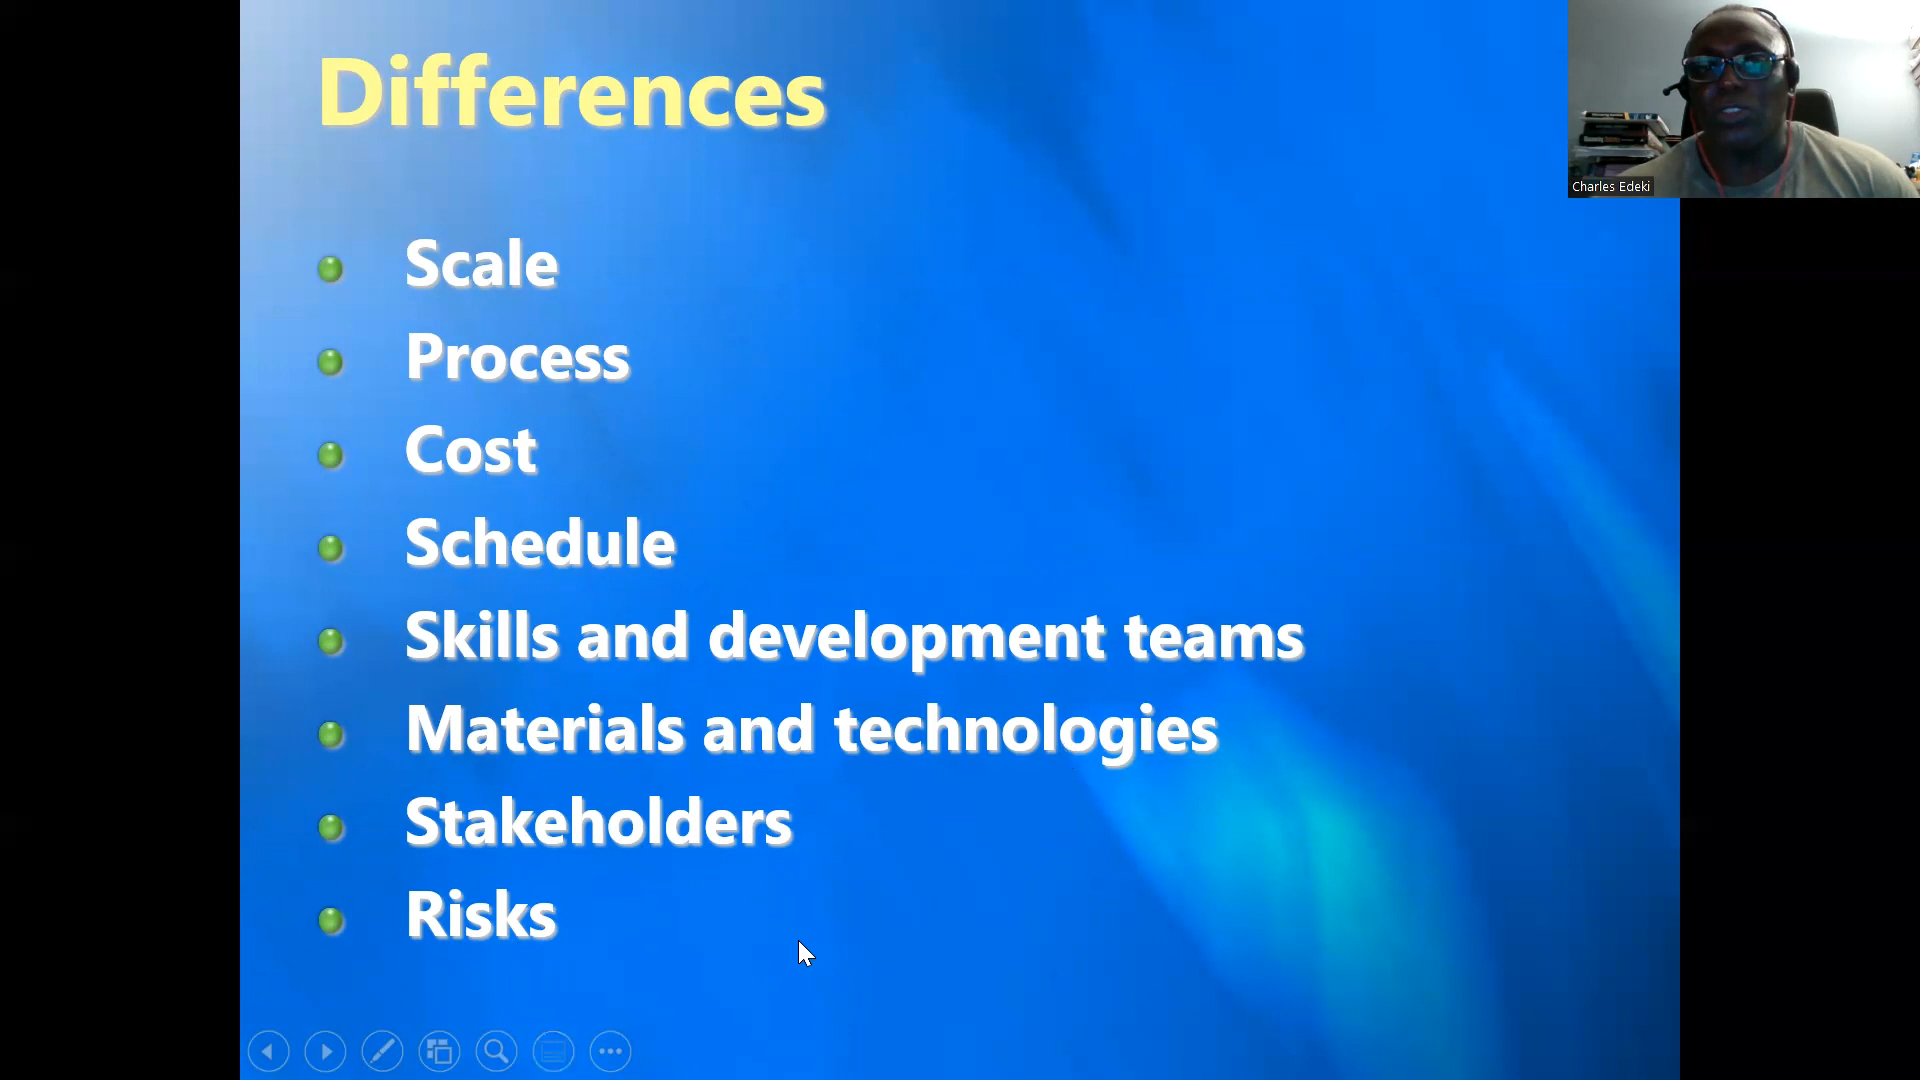 Differences
Scale
Process
Cost
Schedule
Skills and development teams
Materials and technologies
Stakeholders
Risks
Charles Edeki